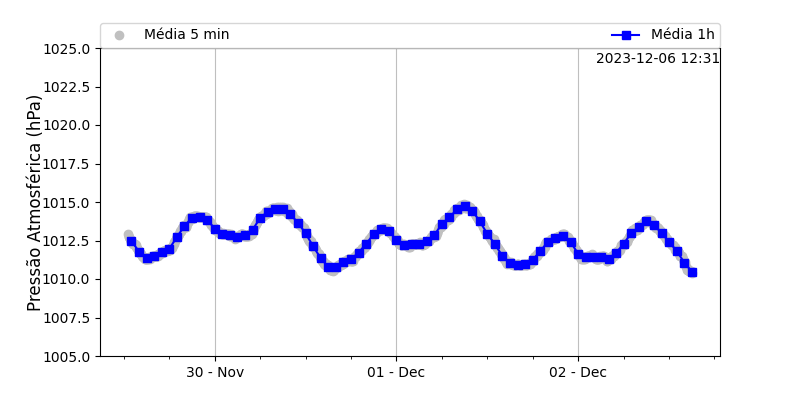 Média 5 min
Média 1h
2023-12-06 12:31
Pressão Atmosférica (hPa)
1025.0
1022.5
1020.0
1017.5
1015.0
1012.5
1010.0
1007.5
1005.0
30 - Nov
01 - Dec
02 - Dec